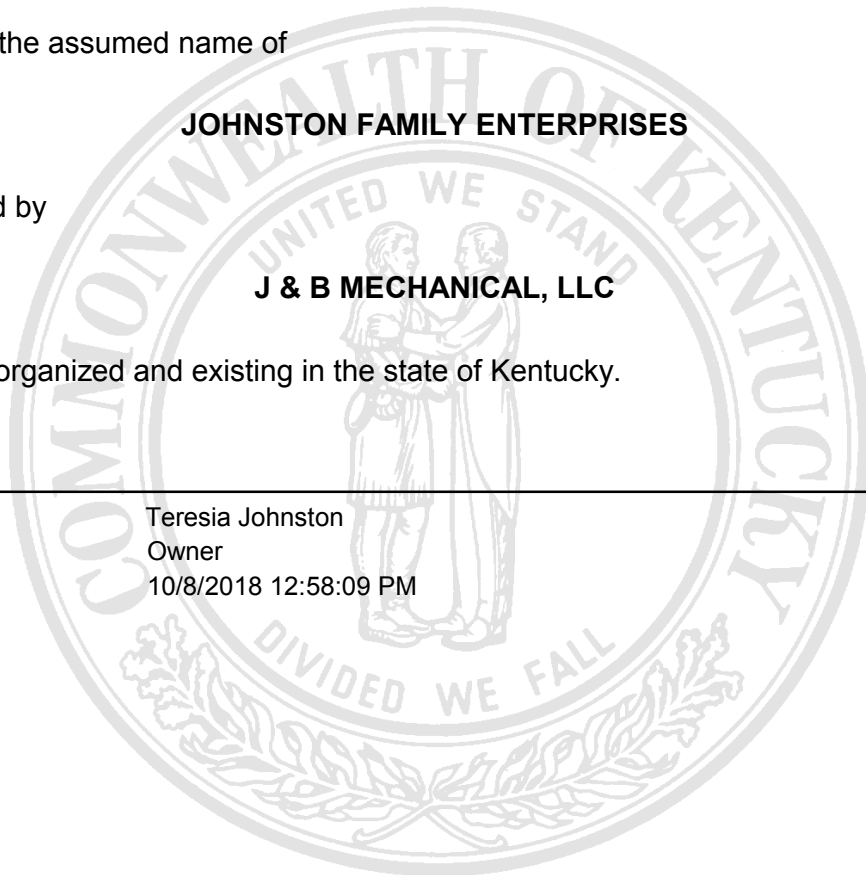 the assumed name of
JOHNSTON FAMILY ENTERPRISES
d by
J & B MECHANICAL, LLC
organized and existing in the state of Kentucky.
Teresia Johnston
Owner
10/8/2018 12:58:09 PM
COMMONWEALTH OF KENTUCKY
UNITED WE STAND
DIVIDED WE FALL